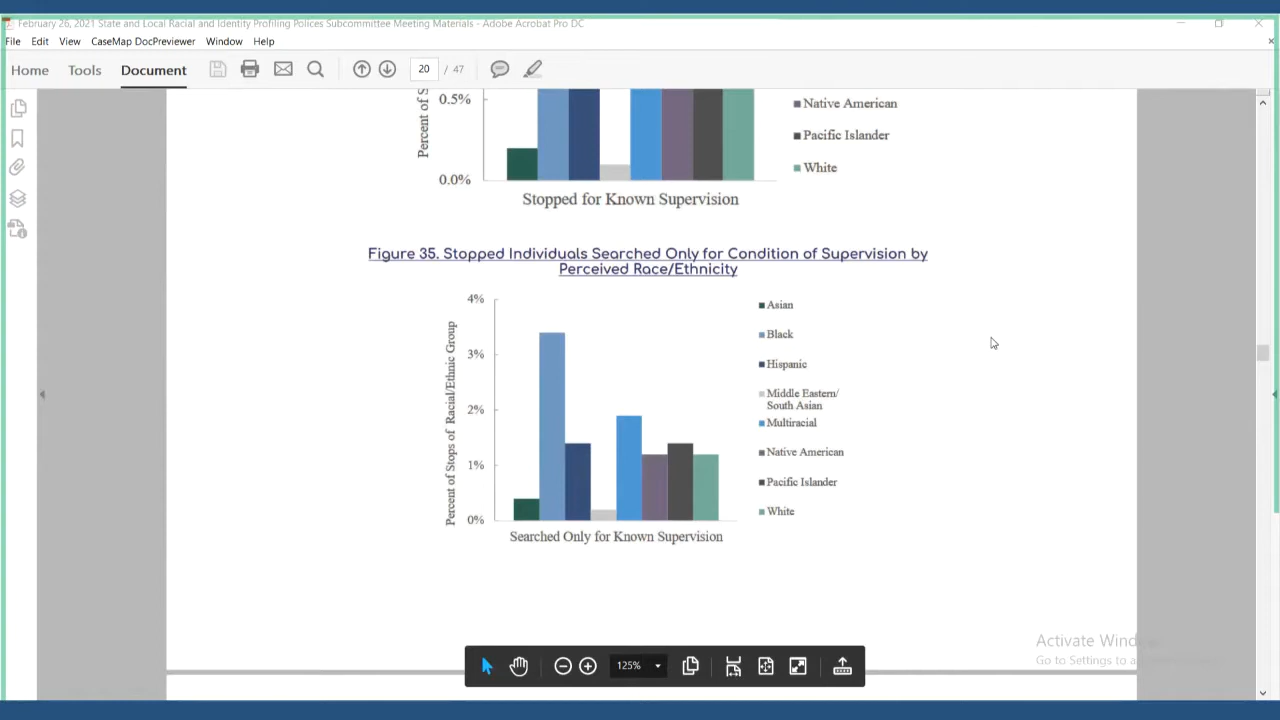 February 26, 2021 State and Local Racial and Identity Profiling Polices Subcommittee Meeting Materials - Adobe Acrobat Pro DC
File Edit View CaseMap DocPreviewer Window Help
Home Tools Document 20 / 47
Percent of S
0.5%
0.0%
Stopped for Known Supervision
Native American
Pacific Islander
White
Figure 35. Stopped Individuals Searched Only for Condition of Supervision by
Perceived Race/Ethnicity
Percent of Stops of Racial/Ethnic Group
4%
3%
2%
1%
0%
Searched Only for Known Supervision
Asian
Black
Hispanic
Middle Eastern/
South Asian
Multiracial
Native American
Pacific Islander
White
Activate Wind
Go to Settings to a
125%